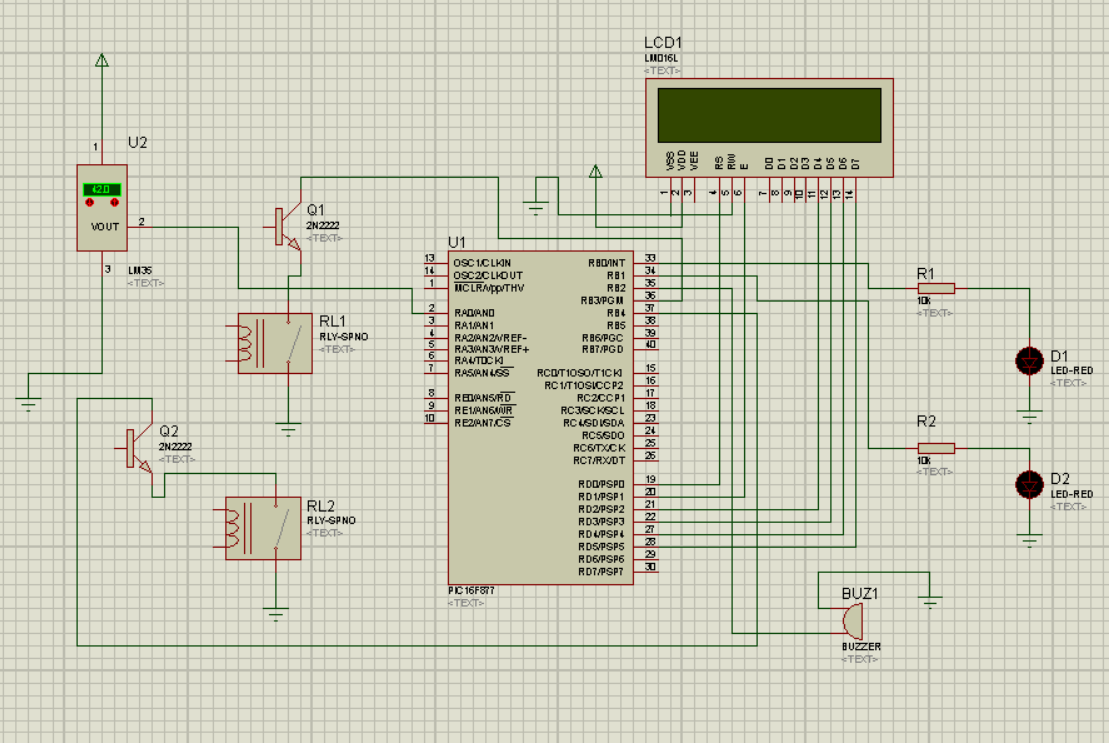 LCD1
LM016L
<TEXT>
VSS
VDD
VEE
RS
RW
E
D0
D1
D2
D3
D4
D5
D6
D7
1
2
3
4
5
6
7
8
9
10
11
12
13
14
U2
1
42.0
VOUT
2
3
LM35
<TEXT>
Q1
2N2222
<TEXT>
RL1
RLY-SPNO
<TEXT>
Q2
2N2222
<TEXT>
RL2
RLY-SPNO
<TEXT>
U1
13 OSC1/CLKIN
14 OSC2/CLKOUT
1 MCLR/Vpp/THV
2 RA0/AN0
3 RA1/AN1
4 RA2/AN2/VREF-
5 RA3/AN3/VREF+
6 RA4/T0CKI
7 RA5/AN4/SS
8 RE0/AN5/RD
9 RE1/AN6/WR
10 RE2/AN7/CS
RB0/INT 33
RB1 34
RB2 35
RB3/PGM 36
RB4 37
RB5 38
RB6/PGC 39
RB7/PGD 40
RC0/T1OSO/T1CKI 15
RC1/T1OSI/CCP2 16
RC2/CCP1 17
RC3/SCK/SCL 18
RC4/SDI/SDA 23
RC5/SDO 24
RC6/TX/CK 25
RC7/RX/DT 26
RD0/PSP0 19
RD1/PSP1 20
RD2/PSP2 21
RD3/PSP3 22
RD4/PSP4 27
RD5/PSP5 28
RD6/PSP6 29
RD7/PSP7 30
PIC16F877
<TEXT>
R1
10k
<TEXT>
D1
LED-RED
<TEXT>
R2
10k
<TEXT>
D2
LED-RED
<TEXT>
BUZ1
BUZZER
<TEXT>